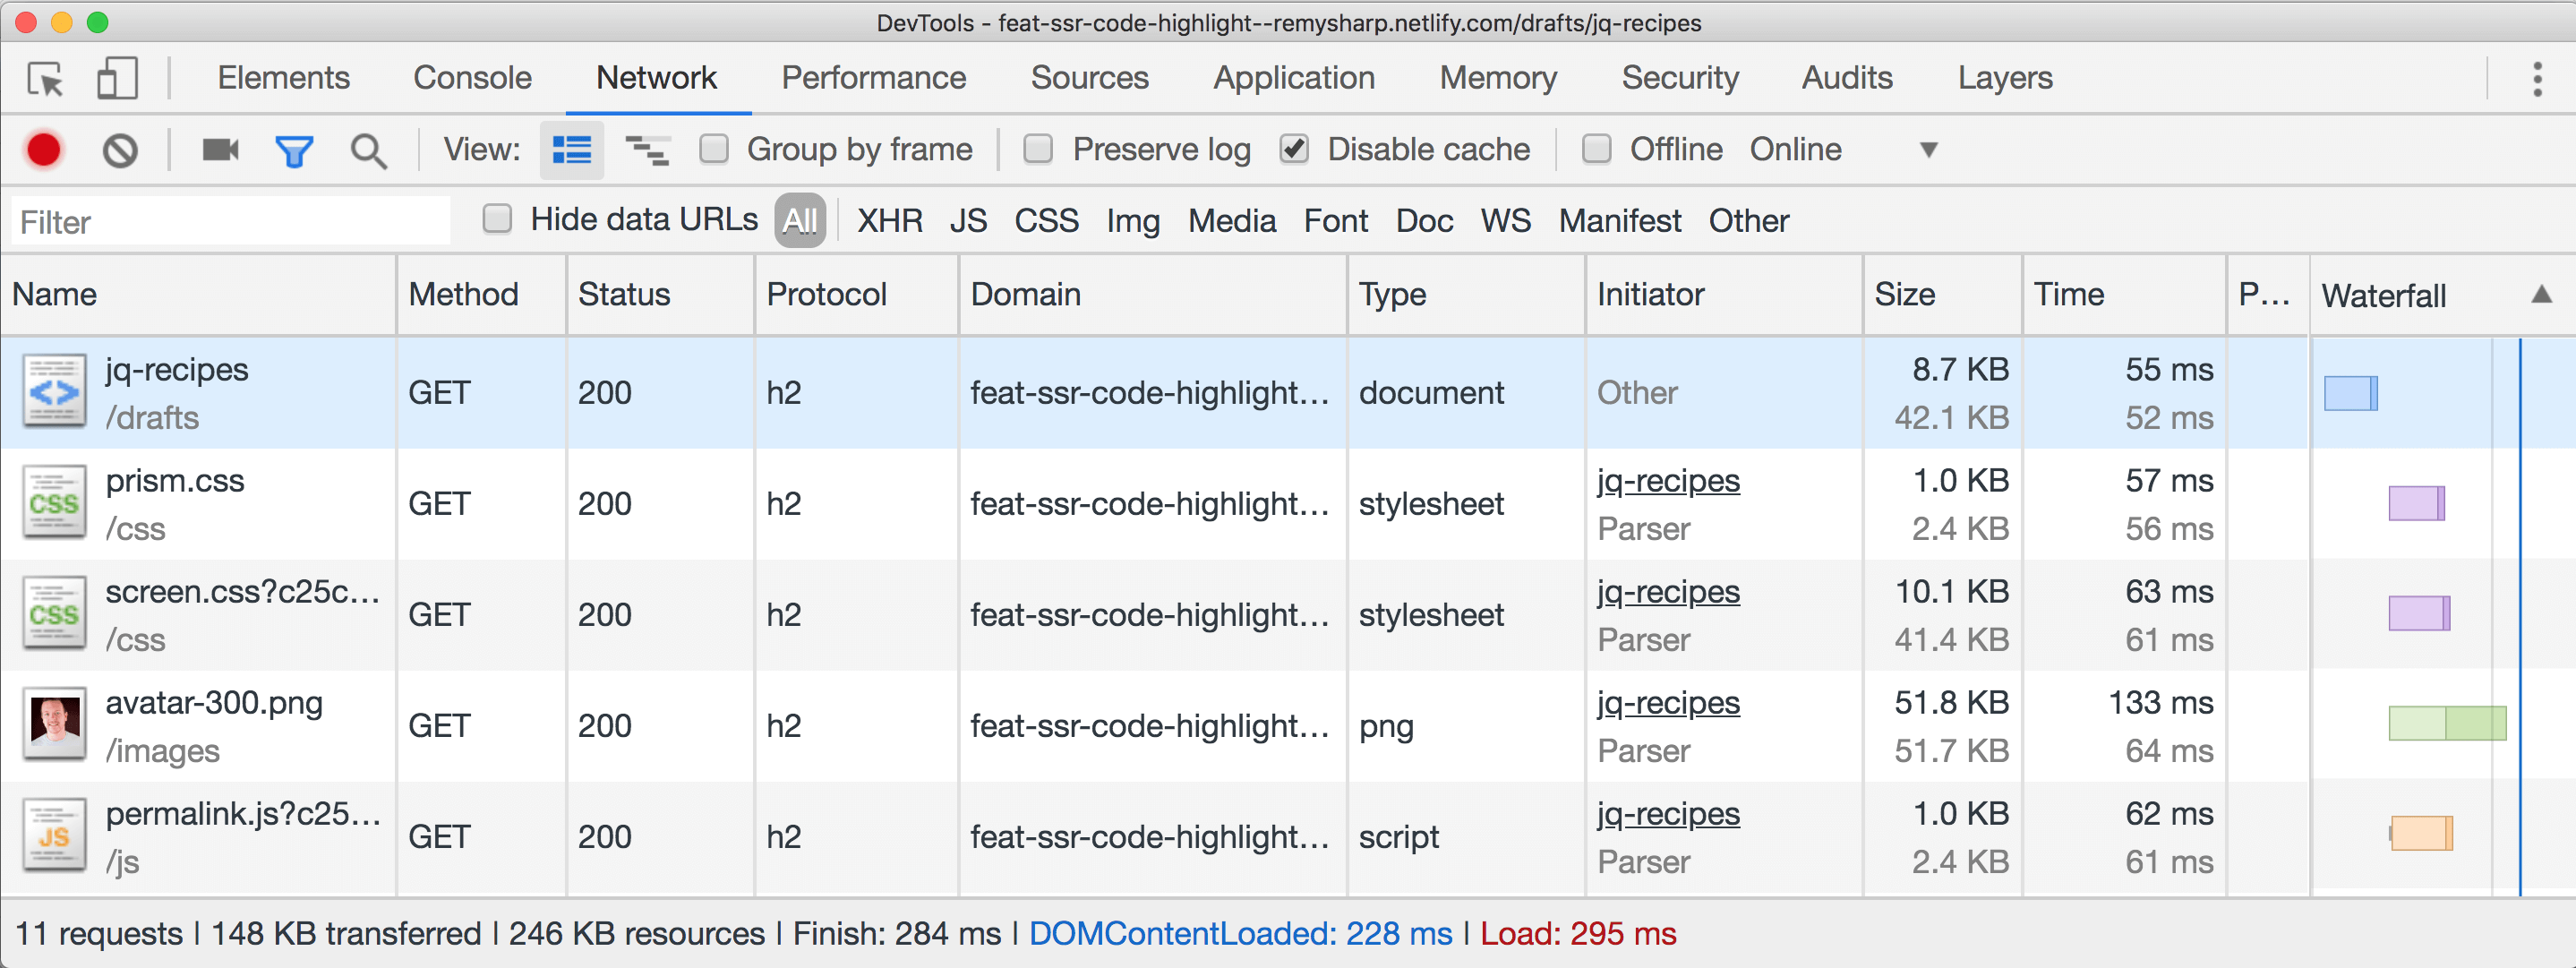 DevTools - feat-ssr-code-highlight--remysharp.netlify.com/drafts/jq-recipes
Elements Console Network Performance Sources Application Memory Security Audits Layers
View: Group by frame Preserve log Disable cache Offline Online
Filter Hide data URLs All XHR JS CSS Img Media Font Doc WS Manifest Other
Name Method Status Protocol Domain Type Initiator Size Time P... Waterfall
jq-recipes 8.7 KB 55 ms
GET 200 h2 feat-ssr-code-highlight... document Other
/drafts 42.1 KB 52 ms
prism.css jq-recipes 1.0 KB 57 ms
CSS GET 200 h2 feat-ssr-code-highlight... stylesheet
/css Parser 2.4 KB 56 ms
screen.css?c25c... jq-recipes 10.1 KB 63 ms
CSS GET 200 h2 feat-ssr-code-highlight... stylesheet
/css Parser 41.4 KB 61 ms
avatar-300.png jq-recipes 51.8 KB 133 ms
GET 200 h2 feat-ssr-code-highlight... png
/images Parser 51.7 KB 64 ms
permalink.js?c25... jq-recipes 1.0 KB 62 ms
JS GET 200 h2 feat-ssr-code-highlight... script
/js Parser 2.4 KB 61 ms
11 requests | 148 KB transferred | 246 KB resources | Finish: 284 ms | DOMContentLoaded: 228 ms | Load: 295 ms